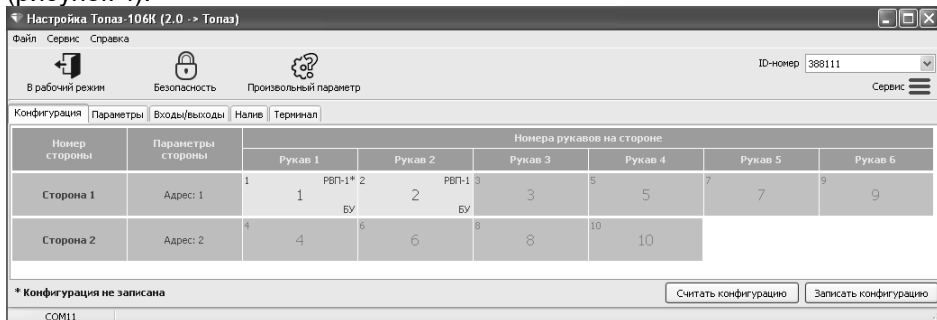 (рисунок 4).
Настройка Топаз-106К (2.0 -> Топаз)
Файл Сервис Справка
В рабочий режим Безопасность Произвольный параметр
ID-номер 388111
Сервис
Конфигурация Параметры Входы/выходы Налив Терминал
Номер стороны Параметры стороны Номера рукавов на стороне
Рукав 1 Рукав 2 Рукав 3 Рукав 4 Рукав 5 Рукав 6
Сторона 1 Адрес: 1 1 РВП-1* 1 БУ 2 РВП-1 2 БУ 3 3 5 5 7 7 9 9
Сторона 2 Адрес: 2 4 4 6 6 8 8 10 10
* Конфигурация не записана Считать конфигурацию Записать конфигурацию
COM11